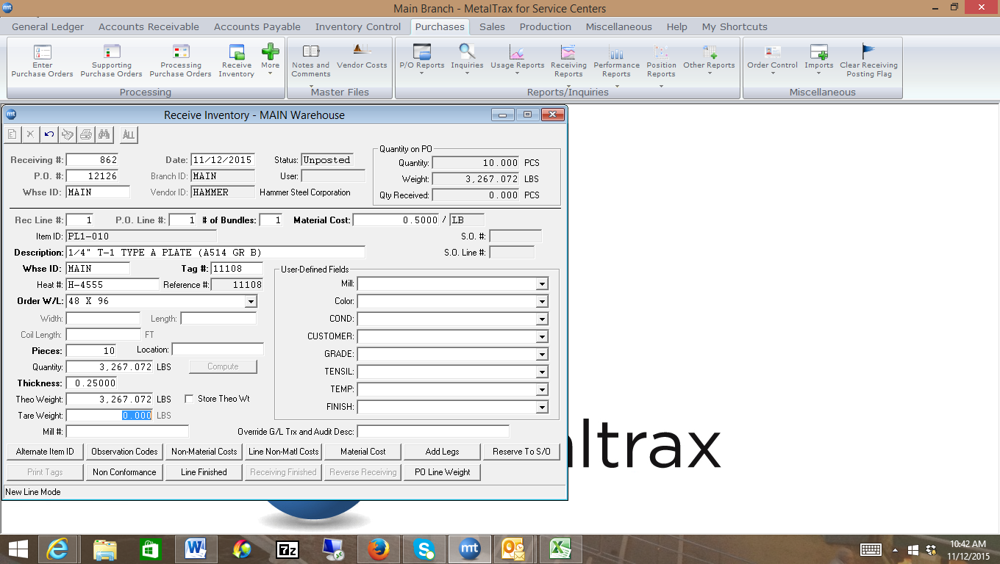 Main Branch - MetalTrax for Service Centers
General Ledger Accounts Receivable Accounts Payable Inventory Control Purchases Sales Production Miscellaneous Help My Shortcuts
Enter Purchase Orders
Supporting Purchase Orders
Processing Purchase Orders
Receive Inventory
More
Processing
Notes and Comments
Vendor Costs
Master Files
P/O Reports
Inquiries
Usage Reports
Receiving Reports
Performance Reports
Position Reports
Other Reports
Reports/Inquiries
Order Control
Imports
Clear Receiving Posting Flag
Miscellaneous
mt Receive Inventory - MAIN Warehouse
ALL
Receiving #: 862 Date: 11/12/2015 Status: Unposted
P.O. #: 12126 Branch ID: MAIN User:
Whse ID: MAIN Vendor ID: HAMMER Hammer Steel Corporation
Quantity on PO
Quantity: 10.000 PCS
Weight: 3,267.072 LBS
Qty Received: 0.000 PCS
Rec Line #: 1 P.O. Line #: 1 # of Bundles: 1 Material Cost: 0.5000 / LB
Item ID: PL1-010 S.O. #:
Description: 1/4" T-1 TYPE A PLATE (A514 GR B) S.O. Line #:
Whse ID: MAIN Tag #: 11108
Heat #: H-4555 Reference #: 11108
Order W/L: 48 X 96
Width: Length:
Coil Length: FT
Pieces: 10 Location:
Quantity: 3,267.072 LBS Compute
Thickness: 0.25000
Theo Weight: 3,267.072 LBS Store Theo Wt
Tare Weight: 0.000 LBS
User-Defined Fields
Mill:
Color:
COND:
CUSTOMER:
GRADE:
TENSIL:
TEMP:
FINISH:
Mill #: Override G/L Trx and Audit Desc:
Alternate Item ID Observation Codes Non-Material Costs Line Non-Matl Costs Material Cost Add Legs Reserve To S/O
Print Tags Non Conformance Line Finished Receiving Finished Reverse Receiving PO Line Weight
New Line Mode
altrax
7z
mt
10:42 AM
11/12/2015